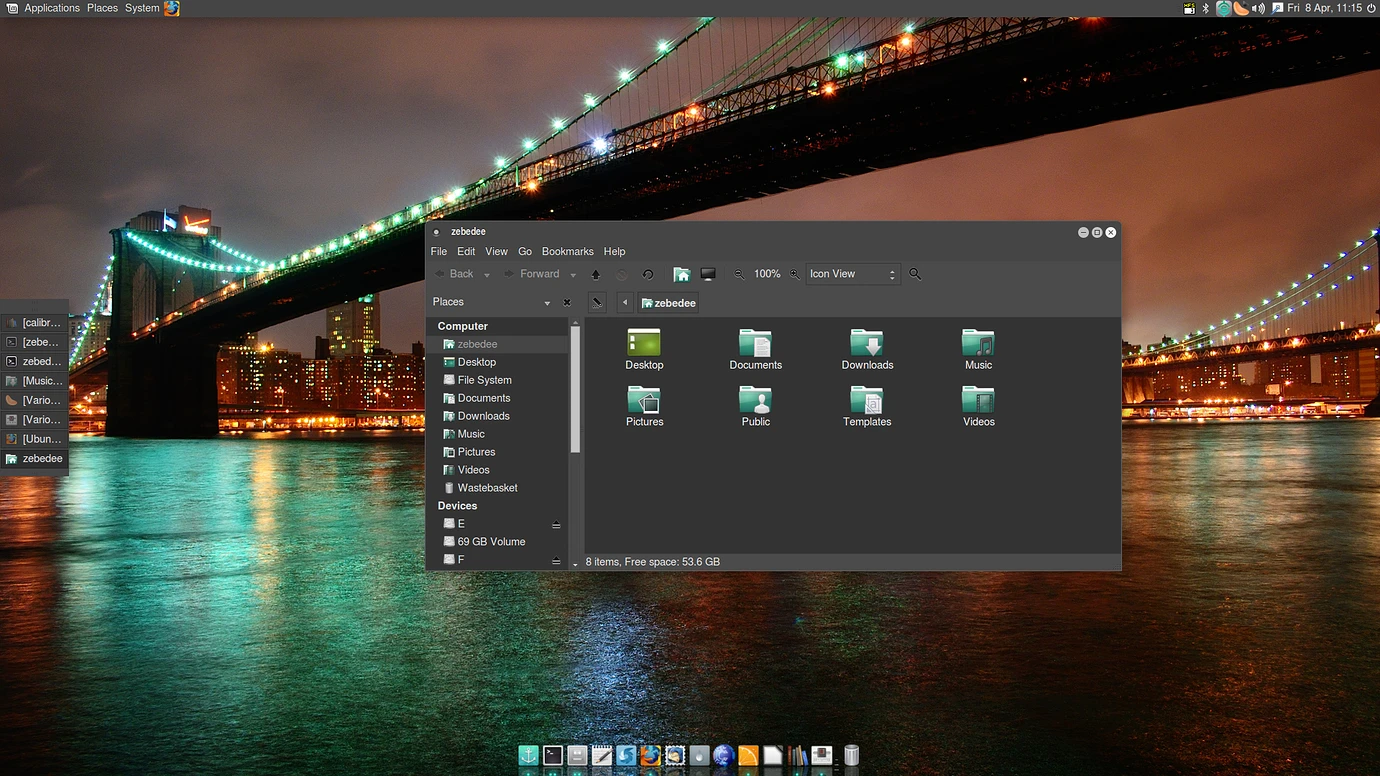 Applications Places System
HFS
Fri 8 Apr, 11:15
[calibr...
[zebe...
zebed...
[Music...
[Vario...
[Vario...
[Ubun...
zebedee
zebedee
File Edit View Go Bookmarks Help
Back Forward 100% Icon View
Places zebedee
Computer
zebedee
Desktop
File System
Documents
Downloads
Music
Pictures
Videos
Wastebasket
Devices
E
69 GB Volume
F
Desktop Documents Downloads Music
Pictures Public Templates Videos
8 items, Free space: 53.6 GB